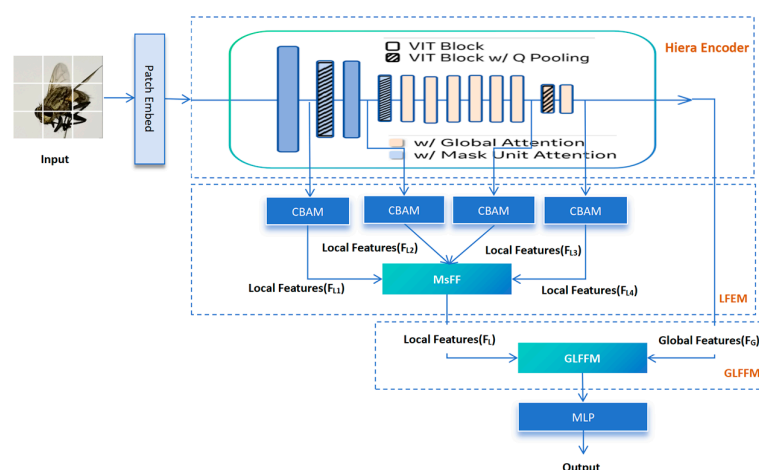 Hiera Encoder
VIT Block
VIT Block w/ Q Pooling
Patch Embed
w/ Global Attention
w/ Mask Unit Attention
Input
CBAM
CBAM
CBAM
CBAM
Local Features(FL2)
Local Features(FL3)
MsFF
Local Features(FL1)
Local Features(FL4)
LFEM
Local Features(FL)
Global Features(FG)
GLFFM
GLFFM
MLP
Output